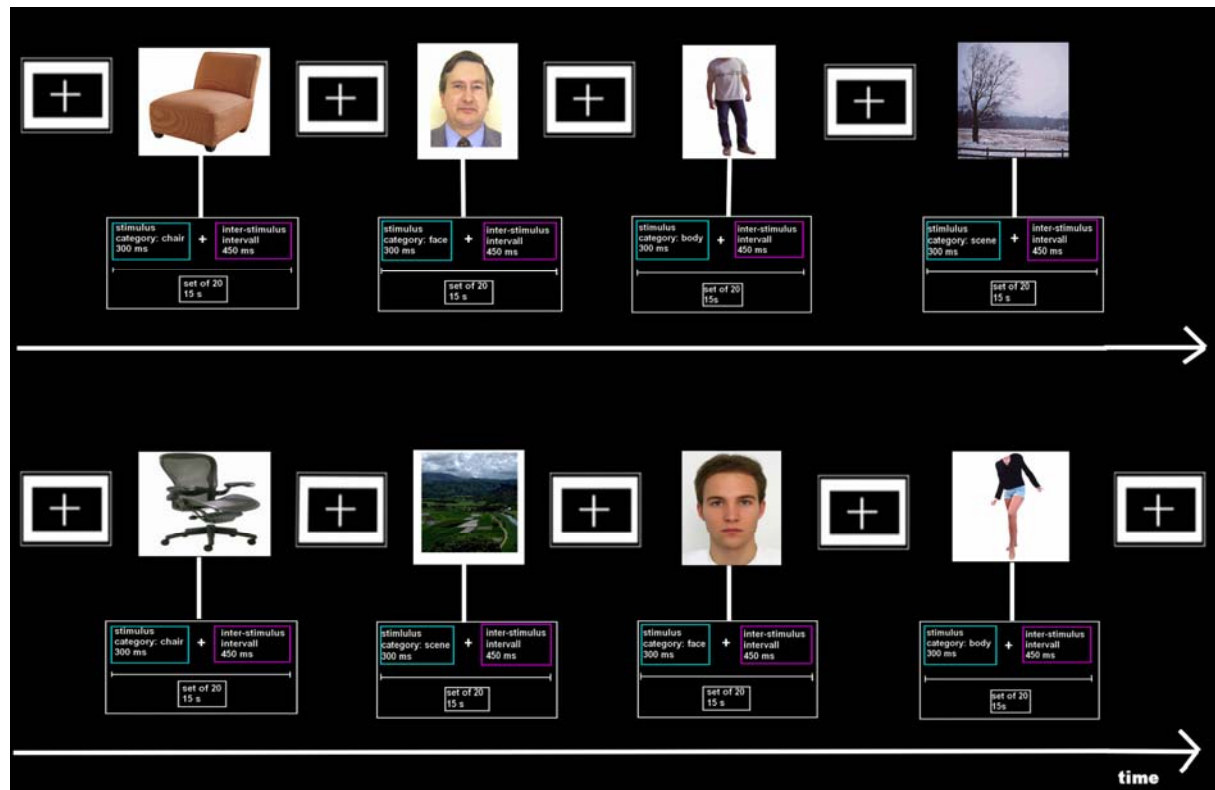 stimulus
category: chair
300 ms
+
inter-stimulus
intervall
450 ms
set of 20
15 s
stimulus
category: face
300 ms
+
inter-stimulus
intervall
450 ms
set of 20
15 s
stimulus
category: body
300 ms
+
inter-stimulus
intervall
450 ms
set of 20
15s
stimlulus
category: scene
300 ms
+
inter-stimulus
intervall
450 ms
set of 20
15 s
stimulus
category: chair
300 ms
+
inter-stimulus
intervall
450 ms
set of 20
15 s
stimlulus
category: scene
300 ms
+
inter-stimulus
intervall
450 ms
set of 20
15 s
stimulus
category: face
300 ms
+
inter-stimulus
intervall
450 ms
set of 20
15 s
stimulus
category: body
300 ms
+
inter-stimulus
intervall
450 ms
set of 20
15s
time